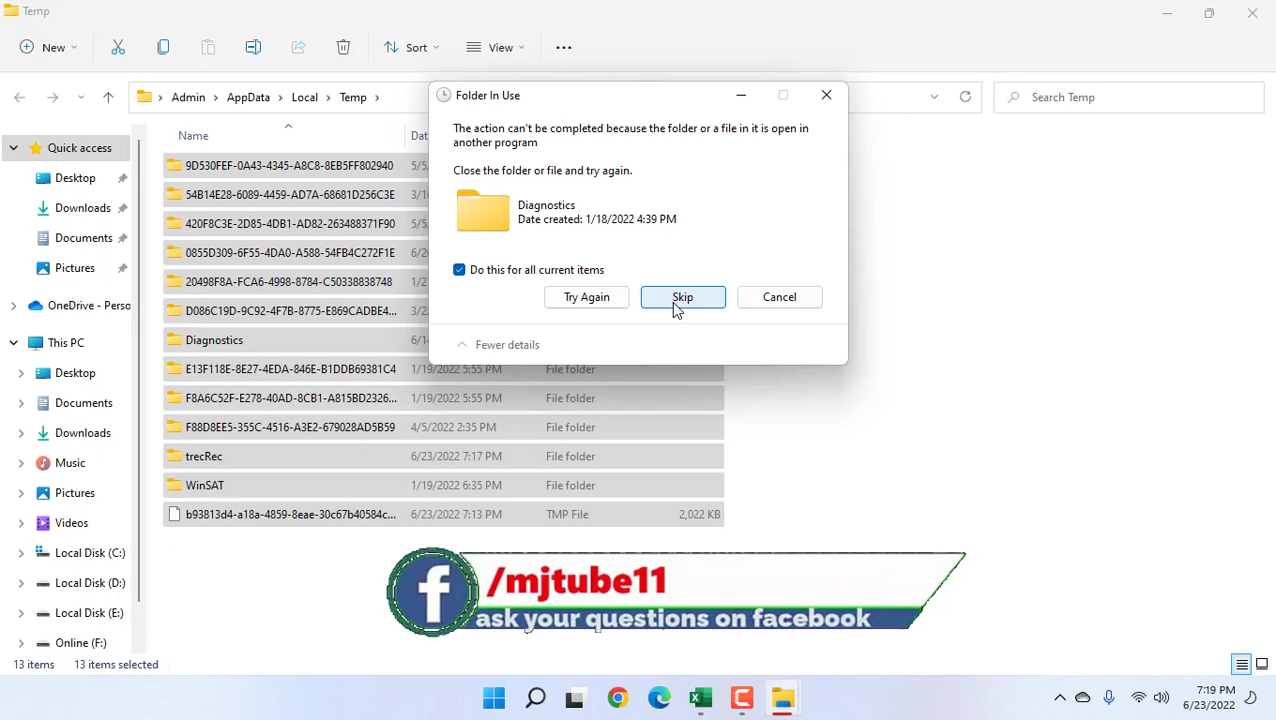 Temp
New
Sort
View
Admin > AppData > Local > Temp >
Search Temp
Quick access
Desktop
Downloads
Documents
Pictures
OneDrive - Perso
This PC
Desktop
Documents
Downloads
Music
Pictures
Videos
Local Disk (C:)
Local Disk (D:)
Local Disk (E:)
Online (F:)
Name
Dat
9D530FEF-0A43-4345-A8C8-8EB5FF802940 5/5,
54B14E28-6089-4459-AD7A-68681D256C3E 3/16
420F8C3E-2D85-4DB1-AD82-263488371F90 5/5,
0855D309-6F55-4DA0-A588-54FB4C272F1E 6/20
20498F8A-FCA6-4998-8784-C50338838748 1/19
D086C19D-9C92-4F7B-8775-E869CADBE4... 1/19
Diagnostics 6/14
E13F118E-8E27-4EDA-846E-B1DDB69381C4 1/19/2022 5:55 PM File folder
F8A6C52F-E278-40AD-8CB1-A815BD2326... 1/19/2022 5:55 PM File folder
F88D8EE5-355C-4516-A3E2-679028AD5B59 4/5/2022 2:35 PM File folder
trecRec 6/23/2022 7:17 PM File folder
WinSAT 1/19/2022 6:35 PM File folder
b93813d4-a18a-4859-8eae-30c67b40584c... 6/23/2022 7:13 PM TMP File 2,022 KB
Folder In Use
The action can't be completed because the folder or a file in it is open in
another program
Close the folder or file and try again.
Diagnostics
Date created: 1/18/2022 4:39 PM
Do this for all current items
Try Again
Skip
Cancel
Fewer details
/mjtube11
ask your questions on facebook
13 items 13 items selected
7:19 PM
6/23/2022